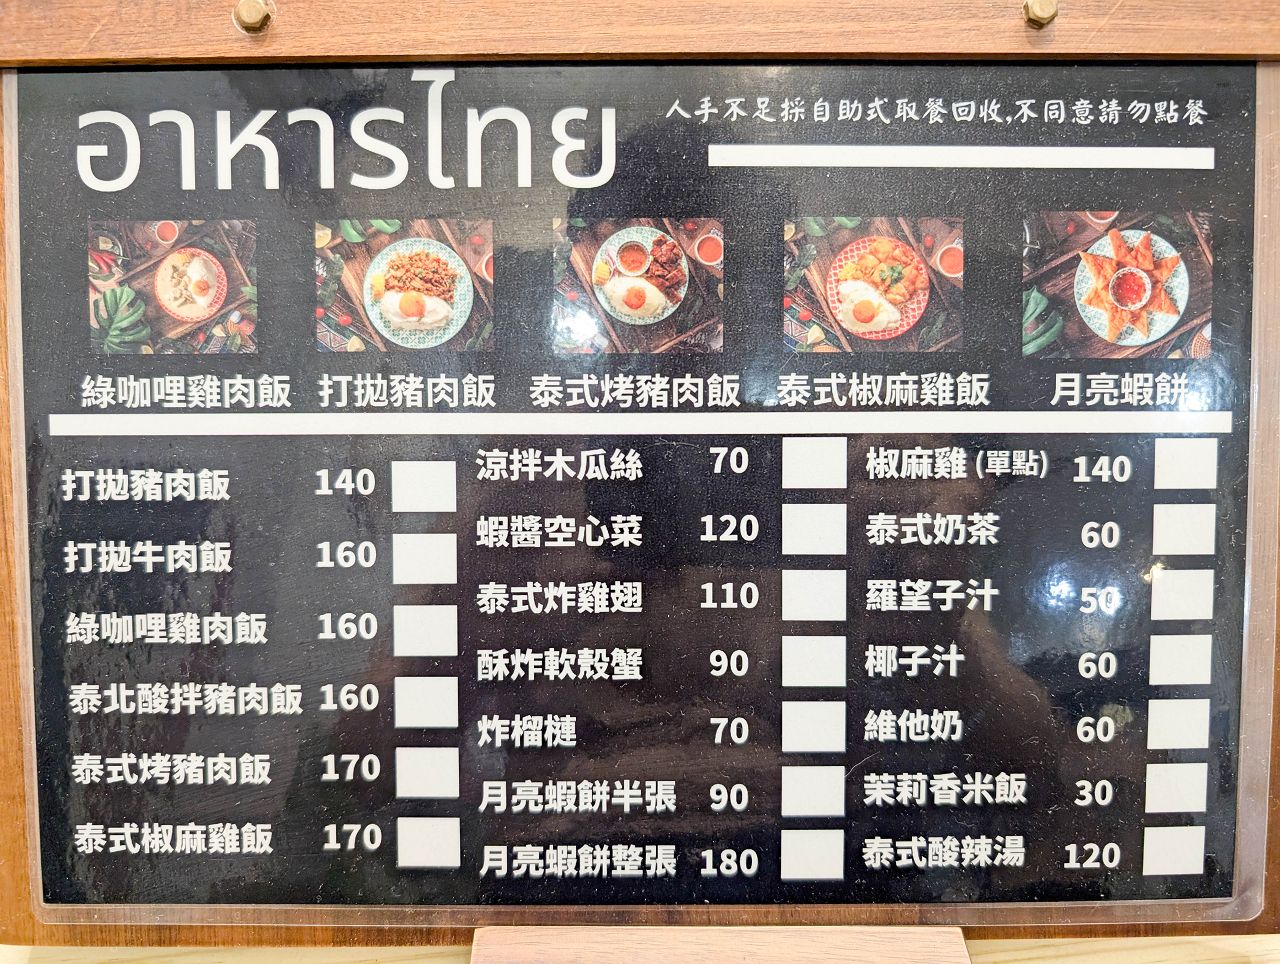 อาหารไทย
人手不足採自助式取餐回收,不同意請勿點餐
綠咖哩雞肉飯 打拋豬肉飯 泰式烤豬肉飯 泰式椒麻雞飯 月亮蝦餅
打拋豬肉飯 140
打拋牛肉飯 160
綠咖哩雞肉飯 160
泰北酸拌豬肉飯 160
泰式烤豬肉飯 170
泰式椒麻雞飯 170
涼拌木瓜絲 70
蝦醬空心菜 120
泰式炸雞翅 110
酥炸軟殼蟹 90
炸榴槤 70
月亮蝦餅半張 90
月亮蝦餅整張 180
椒麻雞 (單點) 140
泰式奶茶 60
羅望子汁 50
椰子汁 60
維他奶 60
茉莉香米飯 30
泰式酸辣湯 120